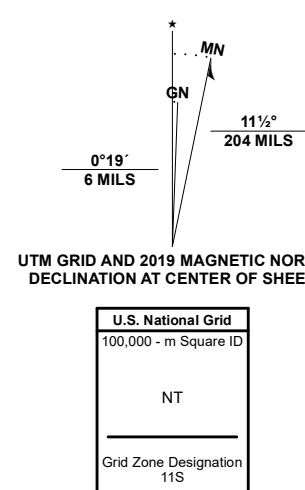 ★
MN
GN
11½°
204 MILS
0°19´
6 MILS
UTM GRID AND 2019 MAGNETIC NOR
DECLINATION AT CENTER OF SHEE
U.S. National Grid
100,000 - m Square ID
NT
Grid Zone Designation
11S